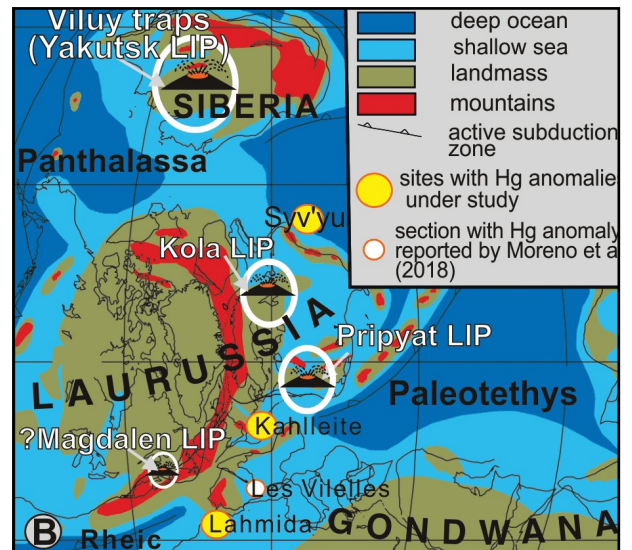 Viluy traps
(Yakutsk LIP)
SIBERIA
Panthalassa
Syv'yu
Kola LIP
LAURUSSIA
Pripyat LIP
Paleotethys
Kahlleite
?Magdalen LIP
Les Vilelles
Lahmida
GONDWANA
B
Rheic
deep ocean
shallow sea
landmass
mountains
active subduction
zone
sites with Hg anomalie
under study
section with Hg anomaly
reported by Moreno et a
(2018)